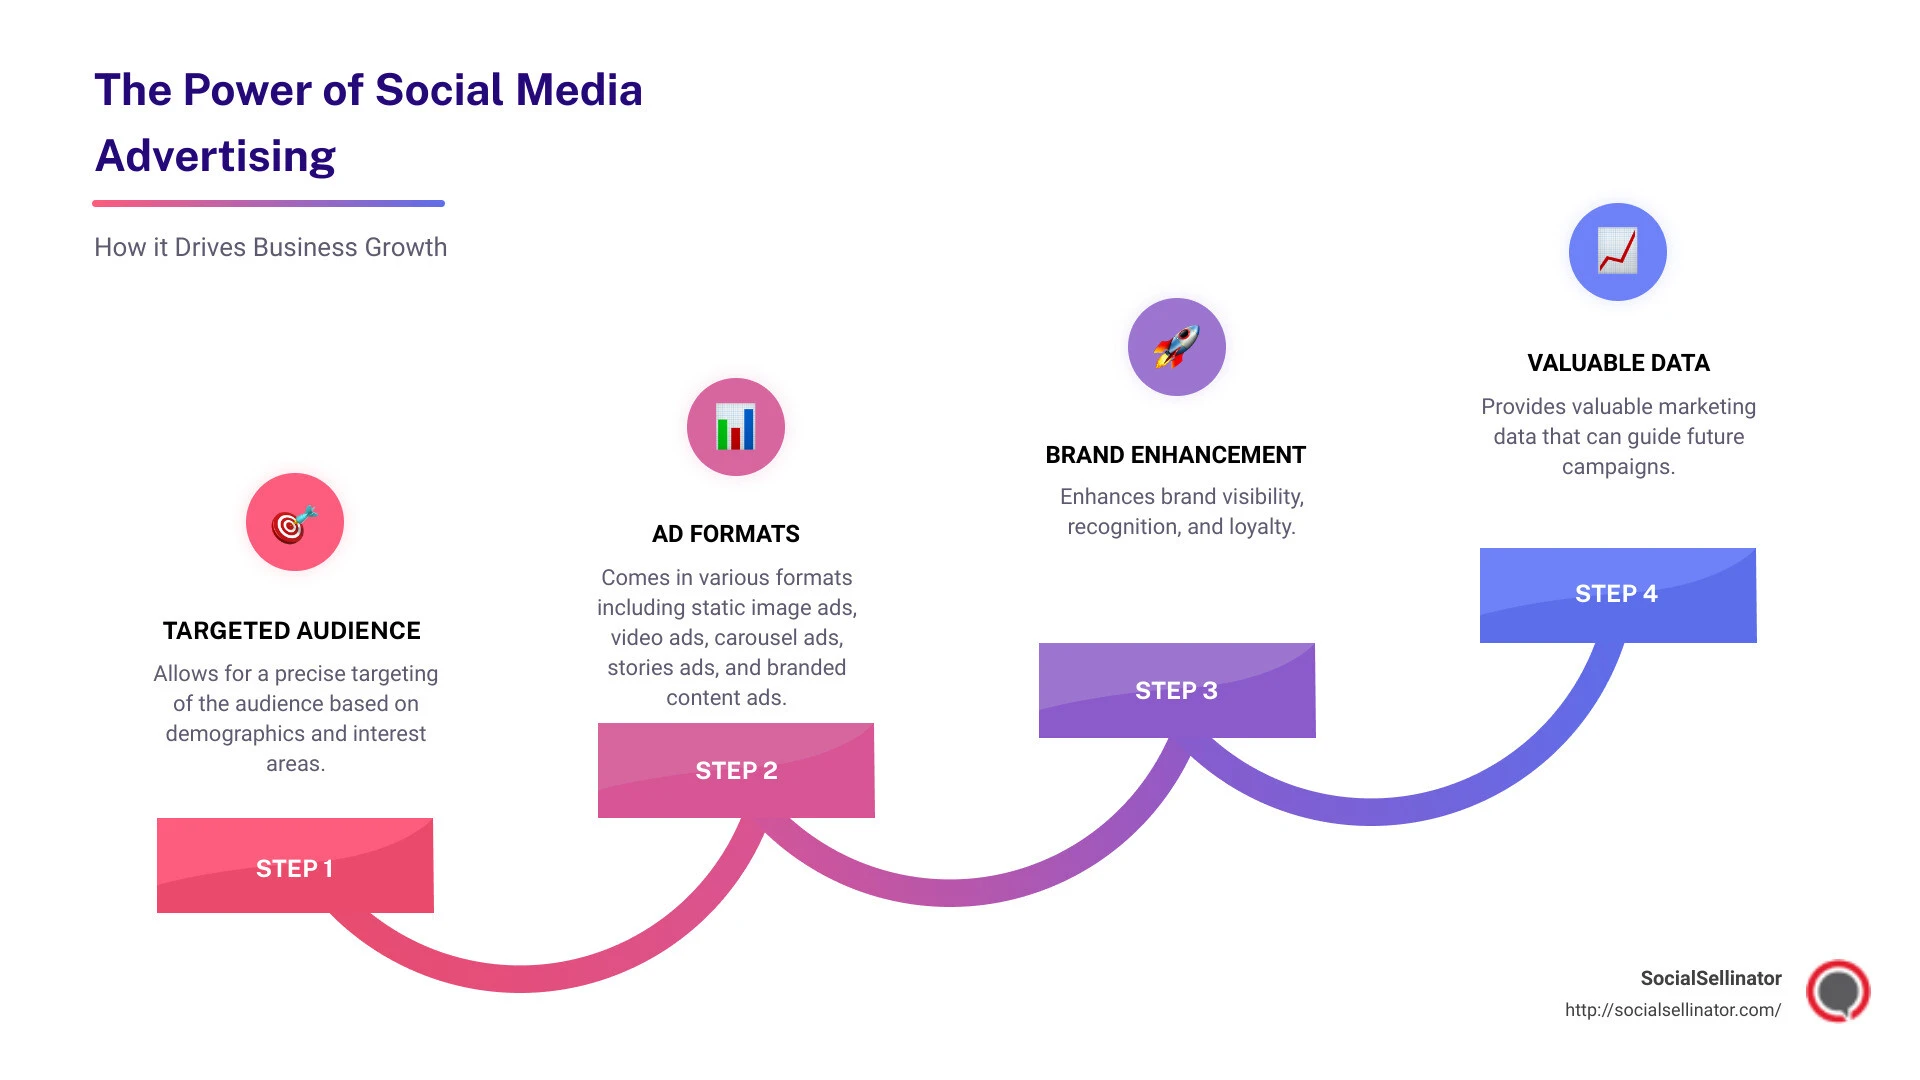 The Power of Social Media
Advertising
How it Drives Business Growth
TARGETED AUDIENCE
Allows for a precise targeting
of the audience based on
demographics and interest
areas.
STEP 1
AD FORMATS
Comes in various formats
including static image ads,
video ads, carousel ads,
stories ads, and branded
content ads.
STEP 2
BRAND ENHANCEMENT
Enhances brand visibility,
recognition, and loyalty.
STEP 3
VALUABLE DATA
Provides valuable marketing
data that can guide future
campaigns.
STEP 4
SocialSellinator
http://socialsellinator.com/